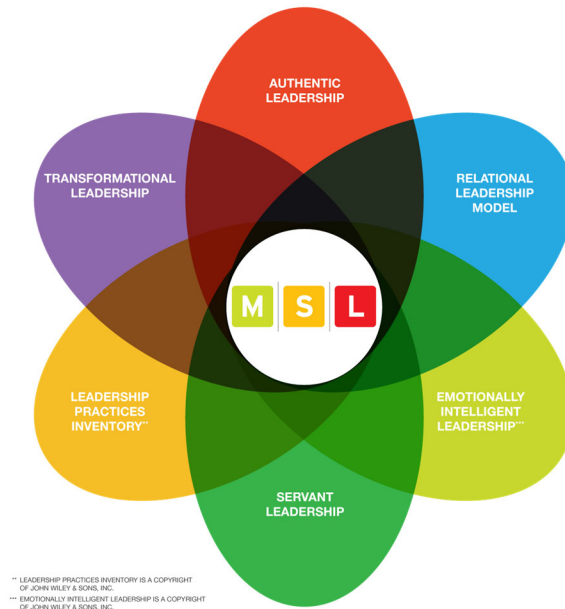 AUTHENTIC
LEADERSHIP
TRANSFORMATIONAL
LEADERSHIP
RELATIONAL
LEADERSHIP
MODEL
M S L
LEADERSHIP
PRACTICES
INVENTORY**
EMOTIONALLY
INTELLIGENT
LEADERSHIP***
SERVANT
LEADERSHIP
** LEADERSHIP PRACTICES INVENTORY IS A COPYRIGHT
OF JOHN WILEY & SONS, INC.
*** EMOTIONALLY INTELLIGENT LEADERSHIP IS A COPYRIGHT
OF JOHN WILEY & SONS, INC.